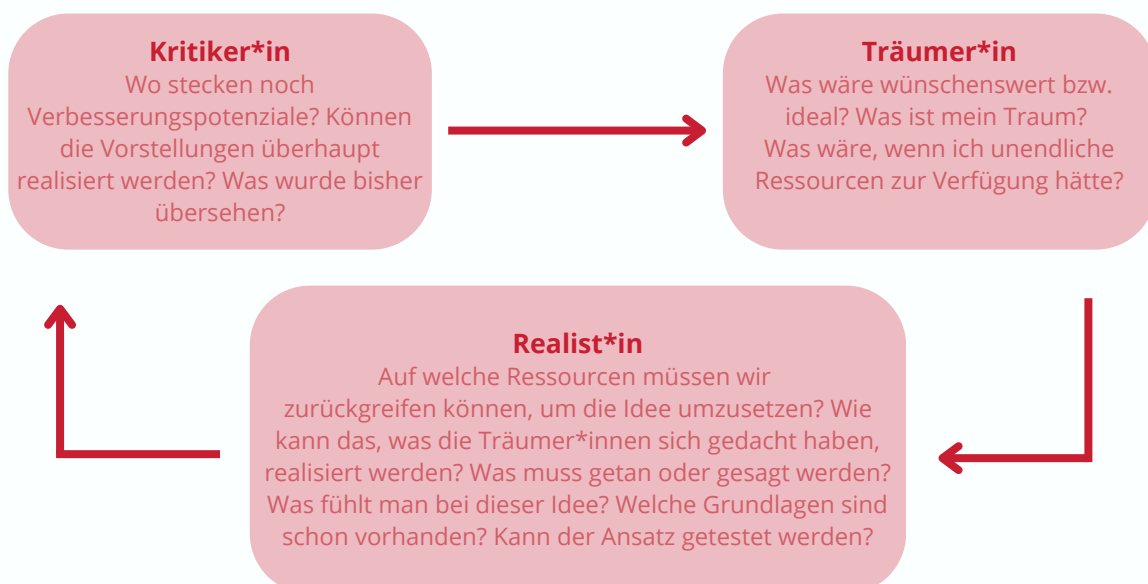 Kritiker*in
Wo stecken noch
Verbesserungspotenziale? Können
die Vorstellungen überhaupt
realisiert werden? Was wurde bisher
übersehen?
Träumer*in
Was wäre wünschenswert bzw.
ideal? Was ist mein Traum?
Was wäre, wenn ich unendliche
Ressourcen zur Verfügung hätte?
Realist*in
Auf welche Ressourcen müssen wir
zurückgreifen können, um die Idee umzusetzen? Wie
kann das, was die Träumer*innen sich gedacht haben,
realisiert werden? Was muss getan oder gesagt werden?
Was fühlt man bei dieser Idee? Welche Grundlagen sind
schon vorhanden? Kann der Ansatz getestet werden?